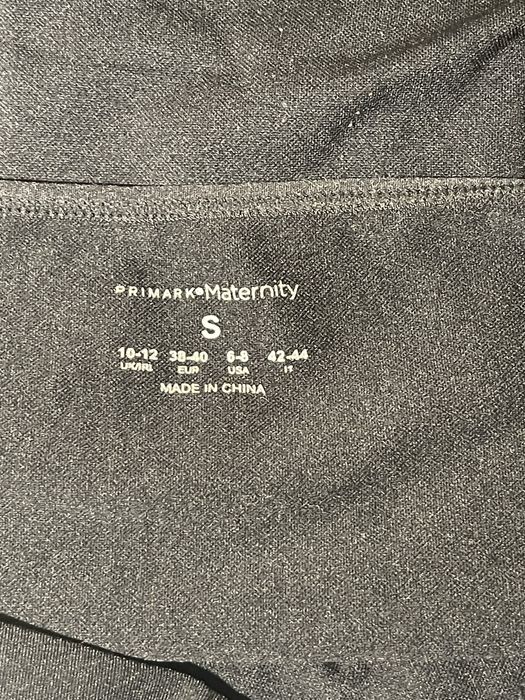 PRIMARK•Maternity
S
10-12 38-40 6-8 42-44
UK/IRL EUR USA IT
MADE IN CHINA